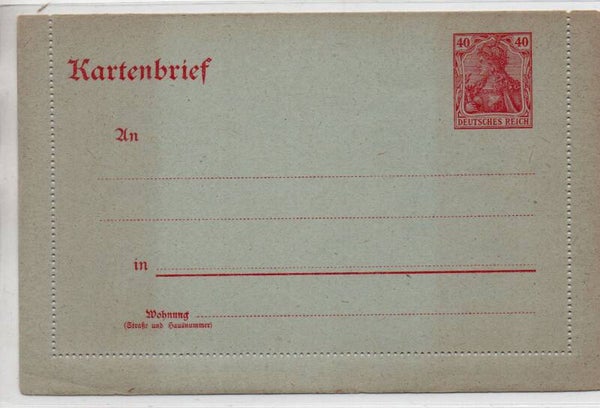 40 40
Kartenbrief
DEUTSCHES REICH
An
in
Wohnung
(Straße und Hausnummer)